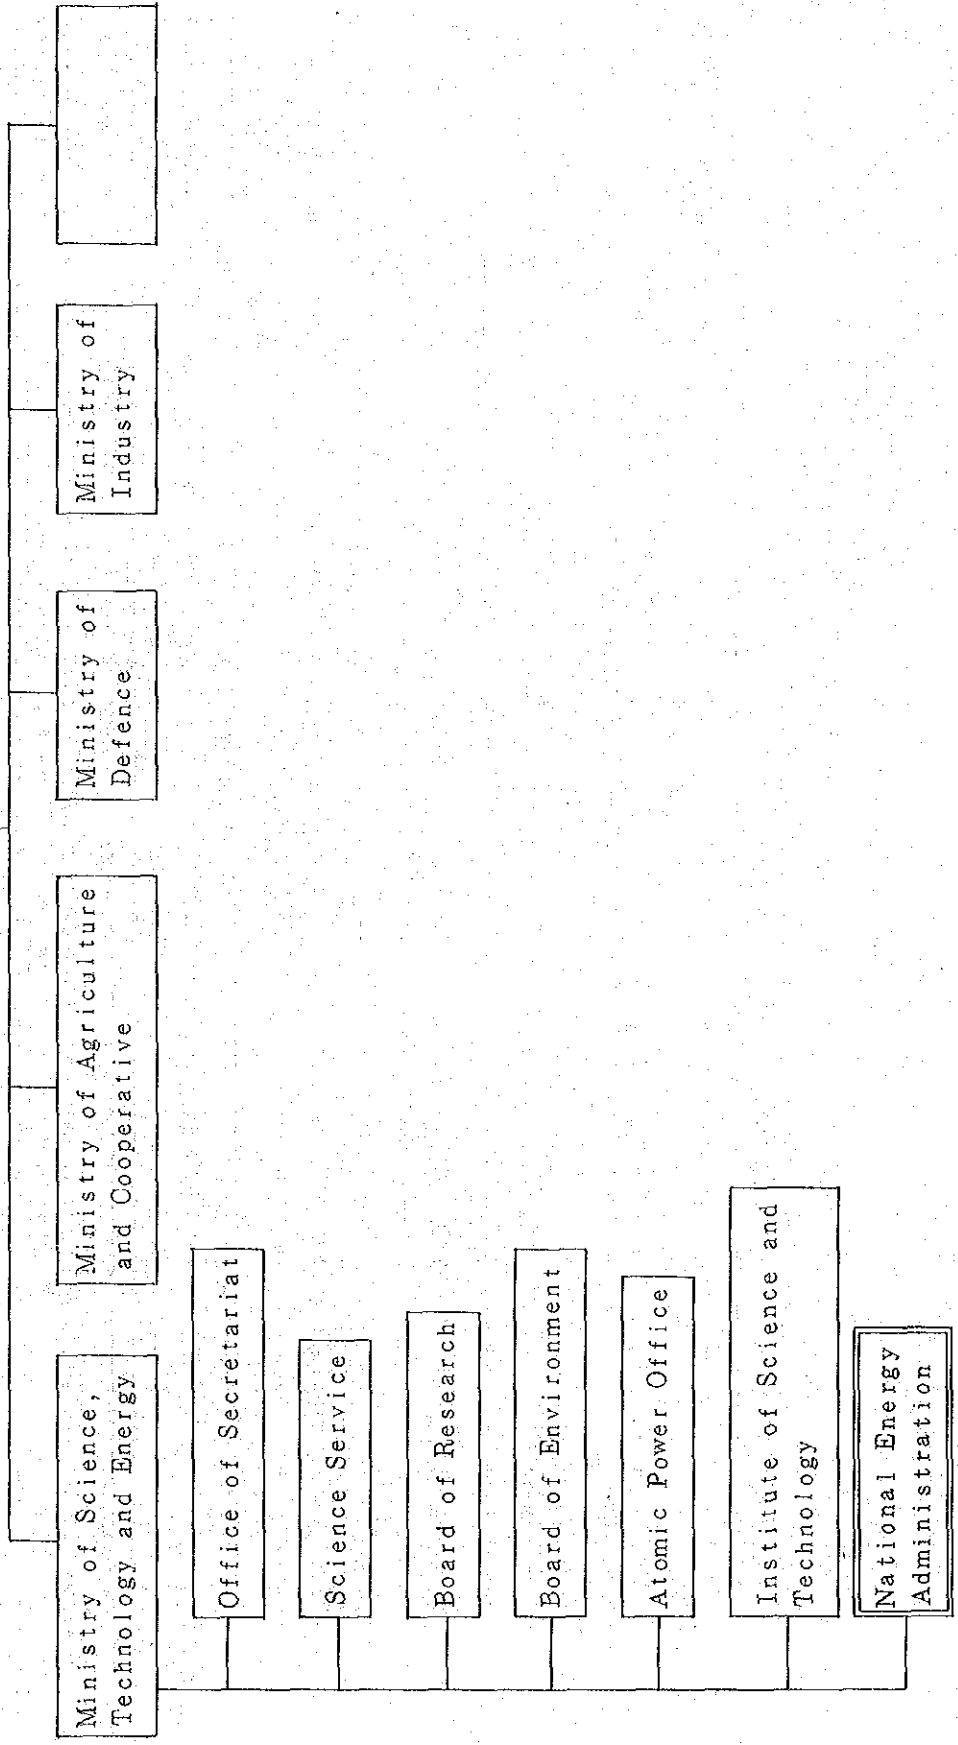 Ministry of Science,
Technology and Energy
Ministry of Agriculture
and Cooperative
Ministry of
Defence
Ministry of
Industry
Office of Secretariat
Science Service
Board of Research
Board of Environment
Atomic Power Office
Institute of Science and
Technology
National Energy
Administration